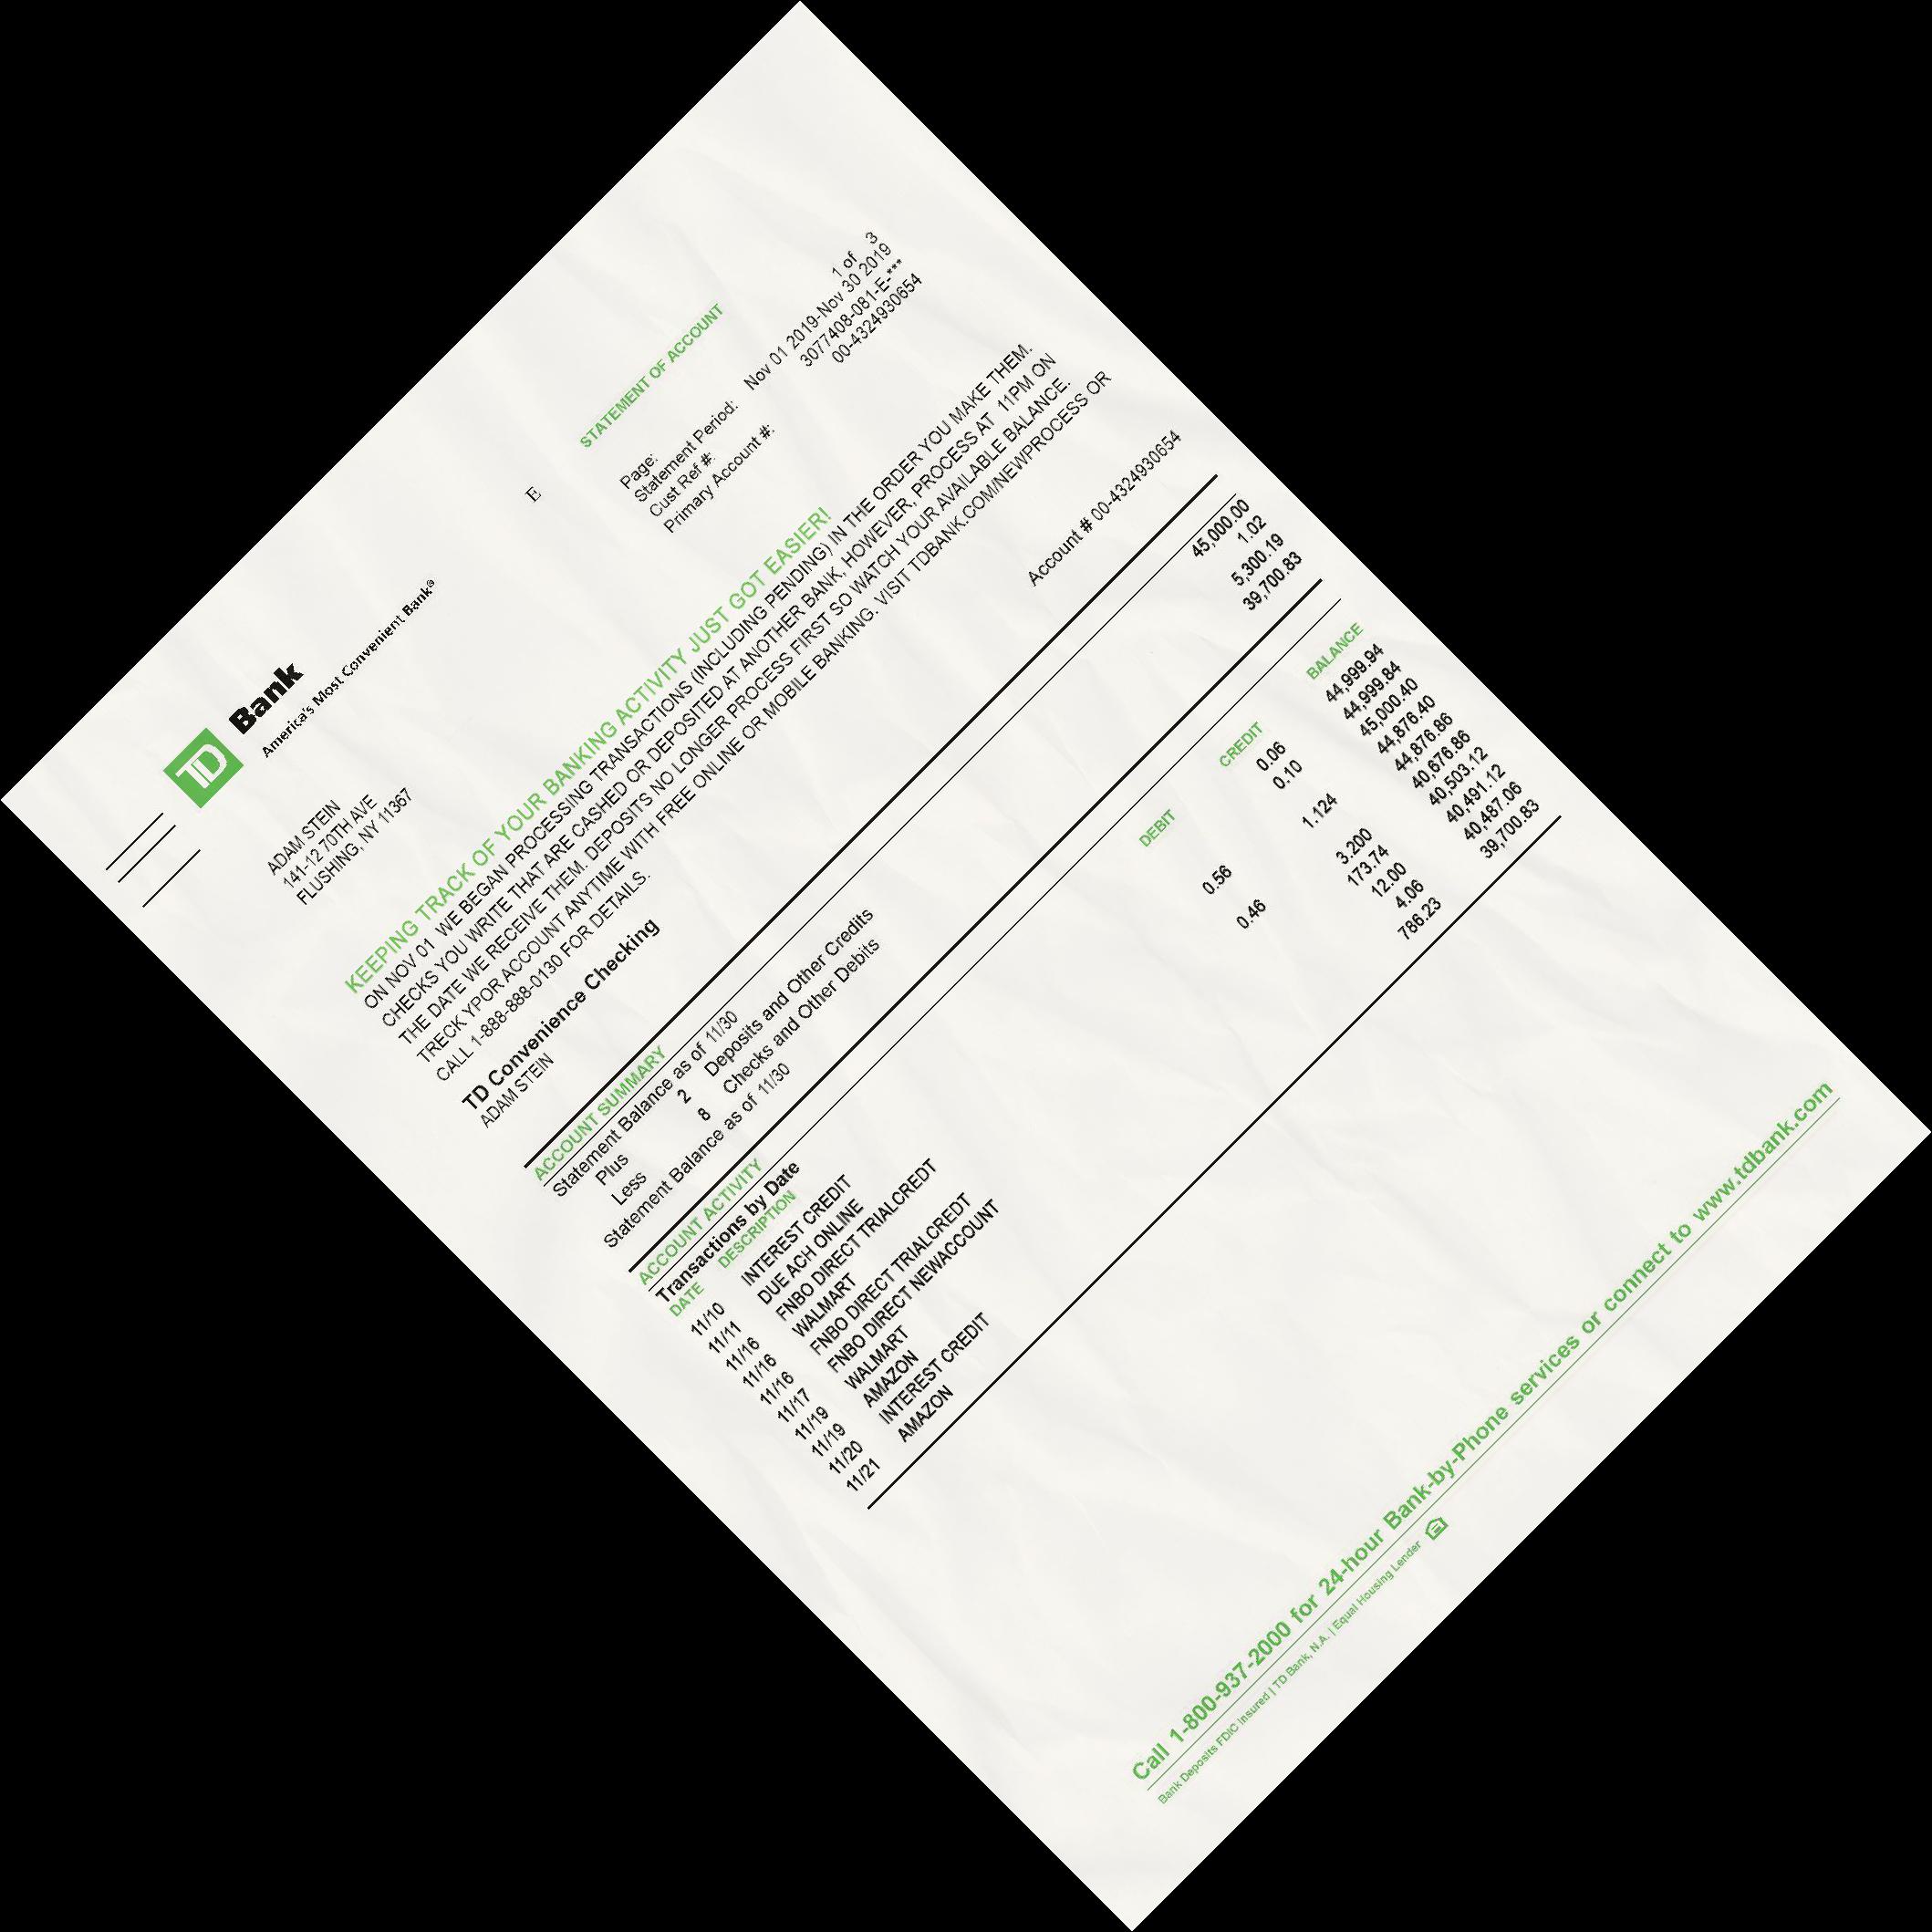 TD Bank
America's Most Convenient Bank®
E
STATEMENT OF ACCOUNT
ADAM STEIN
141-12 70TH AVE
FLUSHING, NY 11367
Page: 1 of 3
Statement Period: Nov 01 2019-Nov 30 2019
Cust Ref #: 3077408-081-E-***
Primary Account #: 00-4324930654
KEEPING TRACK OF YOUR BANKING ACTIVITY JUST GOT EASIER!
ON NOV 01 WE BEGAN PROCESSING TRANSACTIONS (INCLUDING PENDING) IN THE ORDER YOU MAKE THEM.
CHECKS YOU WRITE THAT ARE CASHED OR DEPOSITED AT ANOTHER BANK, HOWEVER, PROCESS AT 11PM ON
THE DATE WE RECEIVE THEM. DEPOSITS NO LONGER PROCESS FIRST SO WATCH YOUR AVAILABLE BALANCE.
TRECK YPOR ACCOUNT ANYTIME WITH FREE ONLINE OR MOBILE BANKING. VISIT TDBANK.COM/NEWPROCESS OR
CALL 1-888-888-0130 FOR DETAILS.
TD Convenience Checking
ADAM STEIN Account # 00-4324930654
ACCOUNT SUMMARY
Statement Balance as of 11/30 45,000.00
Plus 2 Deposits and Other Credits 1.02
Less 8 Checks and Other Debits 5,300.19
Statement Balance as of 11/30 39,700.83
ACCOUNT ACTIVITY
Transactions by Date
DATE DESCRIPTION DEBIT CREDIT BALANCE
11/10 INTEREST CREDIT 0.06 44,999.94
11/11 DUE ACH ONLINE 0.10 44,999.84
11/16 FNBO DIRECT TRIALCREDT 0.56 45,000.40
11/16 WALMART 1.124 44,876.40
11/16 FNBO DIRECT TRIALCREDT 0.46 44,876.86
11/17 FNBO DIRECT NEWACCOUNT 3.200 40,676.86
11/19 WALMART 173.74 40,503.12
11/19 AMAZON 12.00 40,491.12
11/20 INTEREST CREDIT 4.06 40,487.06
11/21 AMAZON 786.23 39,700.83
Call 1-800-937-2000 for 24-hour Bank-by-Phone services or connect to www.tdbank.com
Bank Deposits FDIC Insured | TD Bank, N.A. | Equal Housing Lender